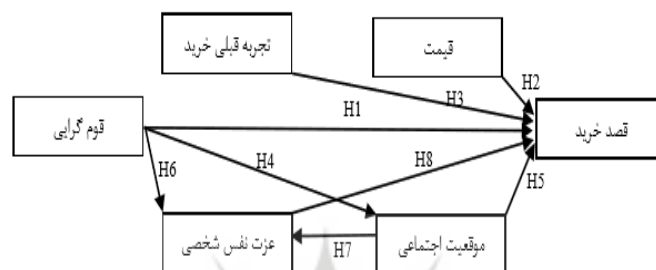 تجربه قبلی خرید
قیمت
H2
H3
H1
قصد خرید
قوم گرایی
H8
H4
H6
H5
عزت نفس شخصی
H7
موقعیت اجتماعی